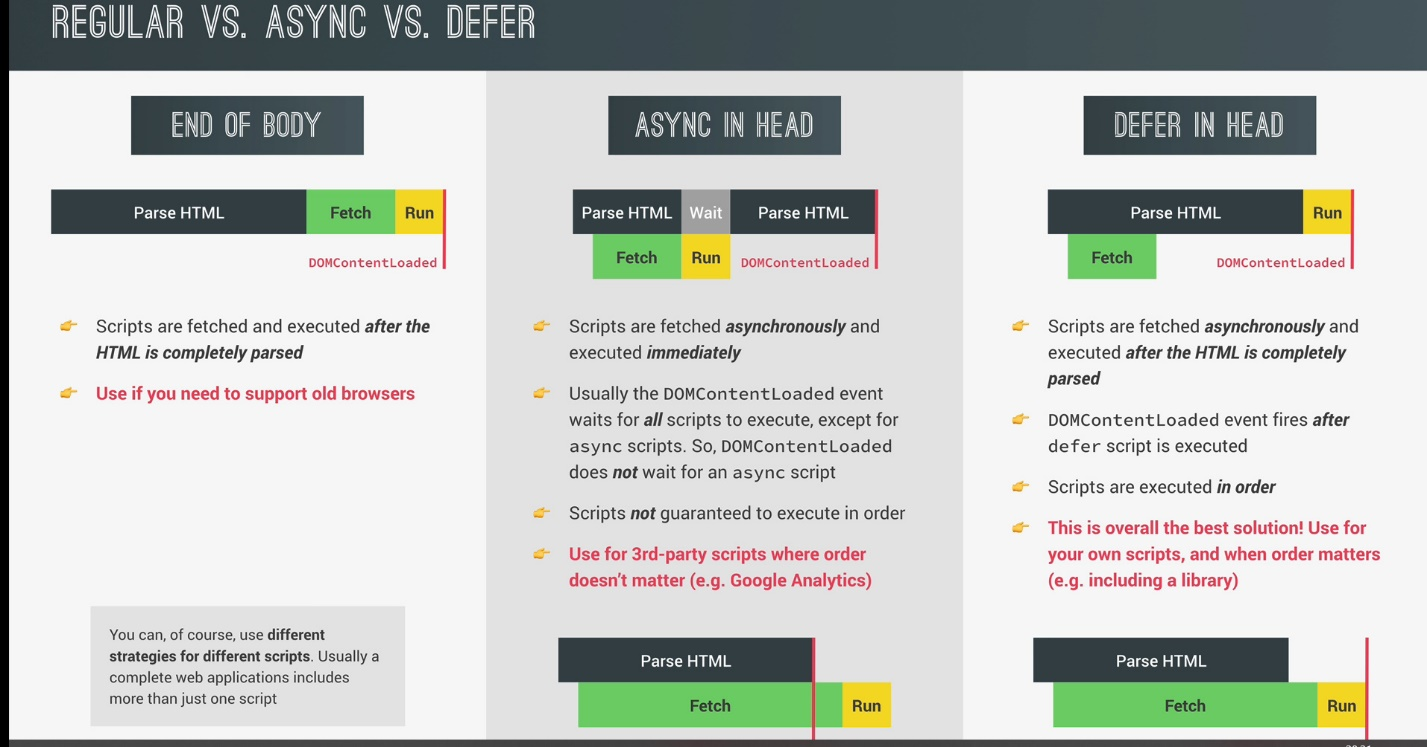 REGULAR VS. ASYNC VS. DEFER
END OF BODY
Parse HTML
Fetch
Run
DOMContentLoaded
Scripts are fetched and executed after the
HTML is completely parsed
Use if you need to support old browsers
You can, of course, use different
strategies for different scripts. Usually a
complete web applications includes
more than just one script
ASYNC IN HEAD
Parse HTML
Wait
Parse HTML
Fetch
Run
DOMContentLoaded
Scripts are fetched asynchronously and
executed immediately
Usually the DOMContentLoaded event
waits for all scripts to execute, except for
async scripts. So, DOMContentLoaded
does not wait for an async script
Scripts not guaranteed to execute in order
Use for 3rd-party scripts where order
doesn't matter (e.g. Google Analytics)
Parse HTML
Fetch
Run
DEFER IN HEAD
Parse HTML
Run
Fetch
DOMContentLoaded
Scripts are fetched asynchronously and
executed after the HTML is completely
parsed
DOMContentLoaded event fires after
defer script is executed
Scripts are executed in order
This is overall the best solution! Use for
your own scripts, and when order matters
(e.g. including a library)
Parse HTML
Fetch
Run